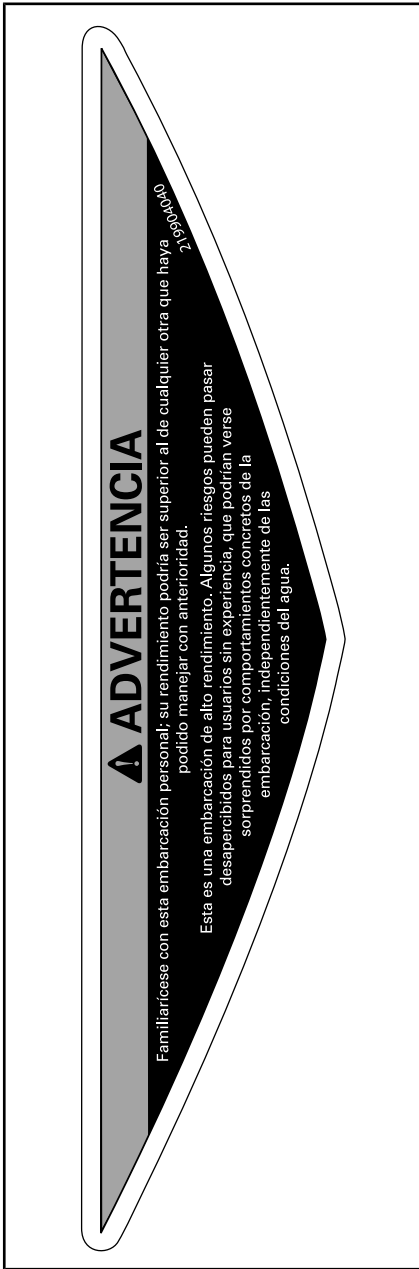 ADVERTENCIA
Familiarícese con esta embarcación personal; su rendimiento podría ser superior al de cualquier otra que haya
podido manejar con anterioridad.
Esta es una embarcación de alto rendimiento. Algunos riesgos pueden pasar
desapercibidos para usuarios sin experiencia, que podrían verse
sorprendidos por comportamientos concretos de la
embarcación, independientemente de las
condiciones del agua.
219904040